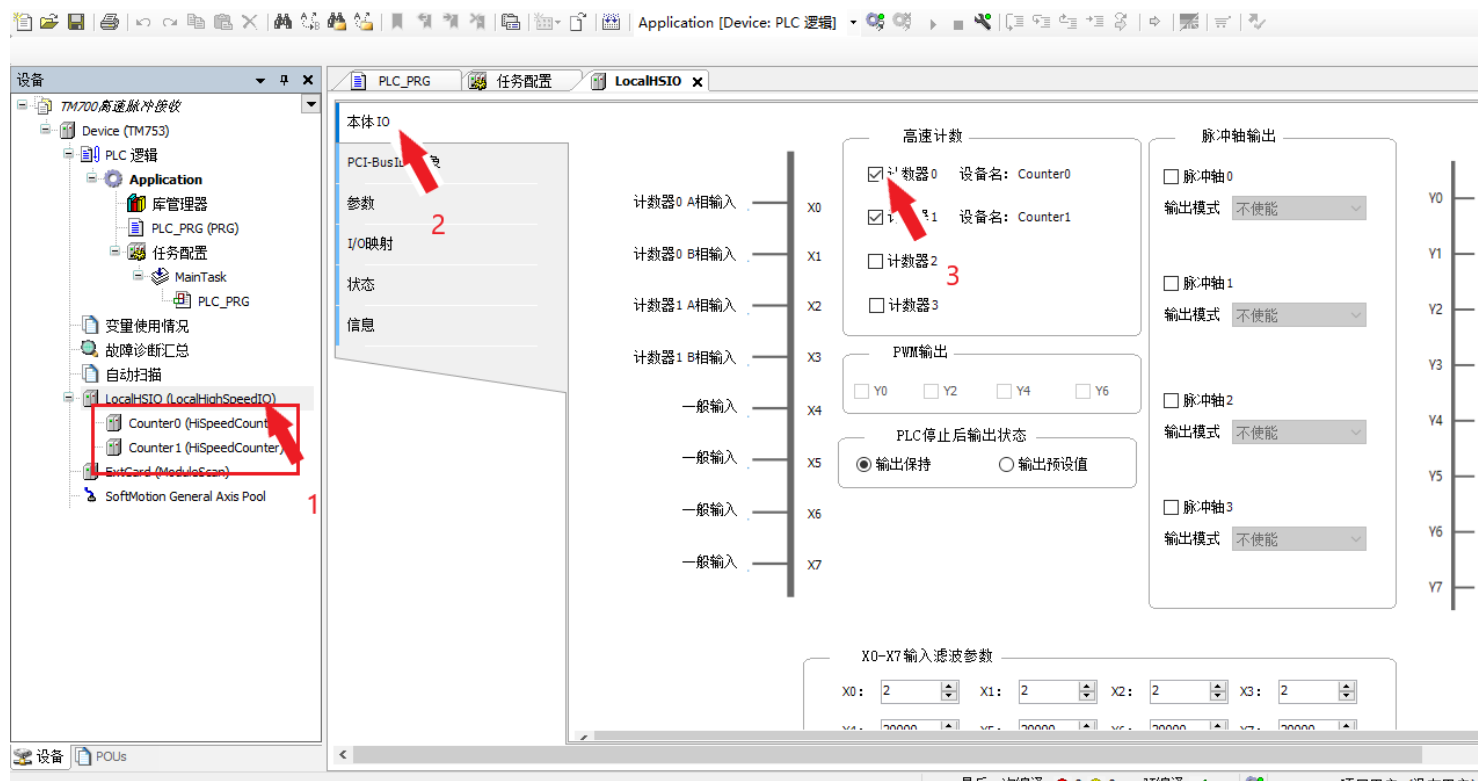 Application [Device: PLC 逻辑]
设备
PLC_PRG
任务配置
LocalHSIO
TM700高速脉冲接收
Device (TM753)
PLC 逻辑
Application
库管理器
PLC_PRG (PRG)
任务配置
MainTask
PLC_PRG
变量使用情况
故障诊断汇总
自动扫描
LocalHSIO (LocalHighSpeedIO)
Counter0 (HiSpeedCount
Counter1 (HiSpeedCounter)
ExtCard (ModuleScan)
SoftMotion General Axis Pool
1
设备
POUs
本体IO
PCI-BusI
参数
I/O映射
状态
信息
2
计数器0 A相输入 X0
计数器0 B相输入 X1
计数器1 A相输入 X2
计数器1 B相输入 X3
一般输入 X4
一般输入 X5
一般输入 X6
一般输入 X7
高速计数
计数器0 设备名: Counter0
1 设备名: Counter1
计数器2
计数器3
3
PWM输出
Y0 Y2 Y4 Y6
PLC停止后输出状态
输出保持 输出预设值
脉冲轴输出
脉冲轴0
输出模式 不使能
脉冲轴1
输出模式 不使能
脉冲轴2
输出模式 不使能
脉冲轴3
输出模式 不使能
Y0
Y1
Y2
Y3
Y4
Y5
Y6
Y7
X0-X7输入滤波参数
X0: 2 X1: 2 X2: 2 X3: 2